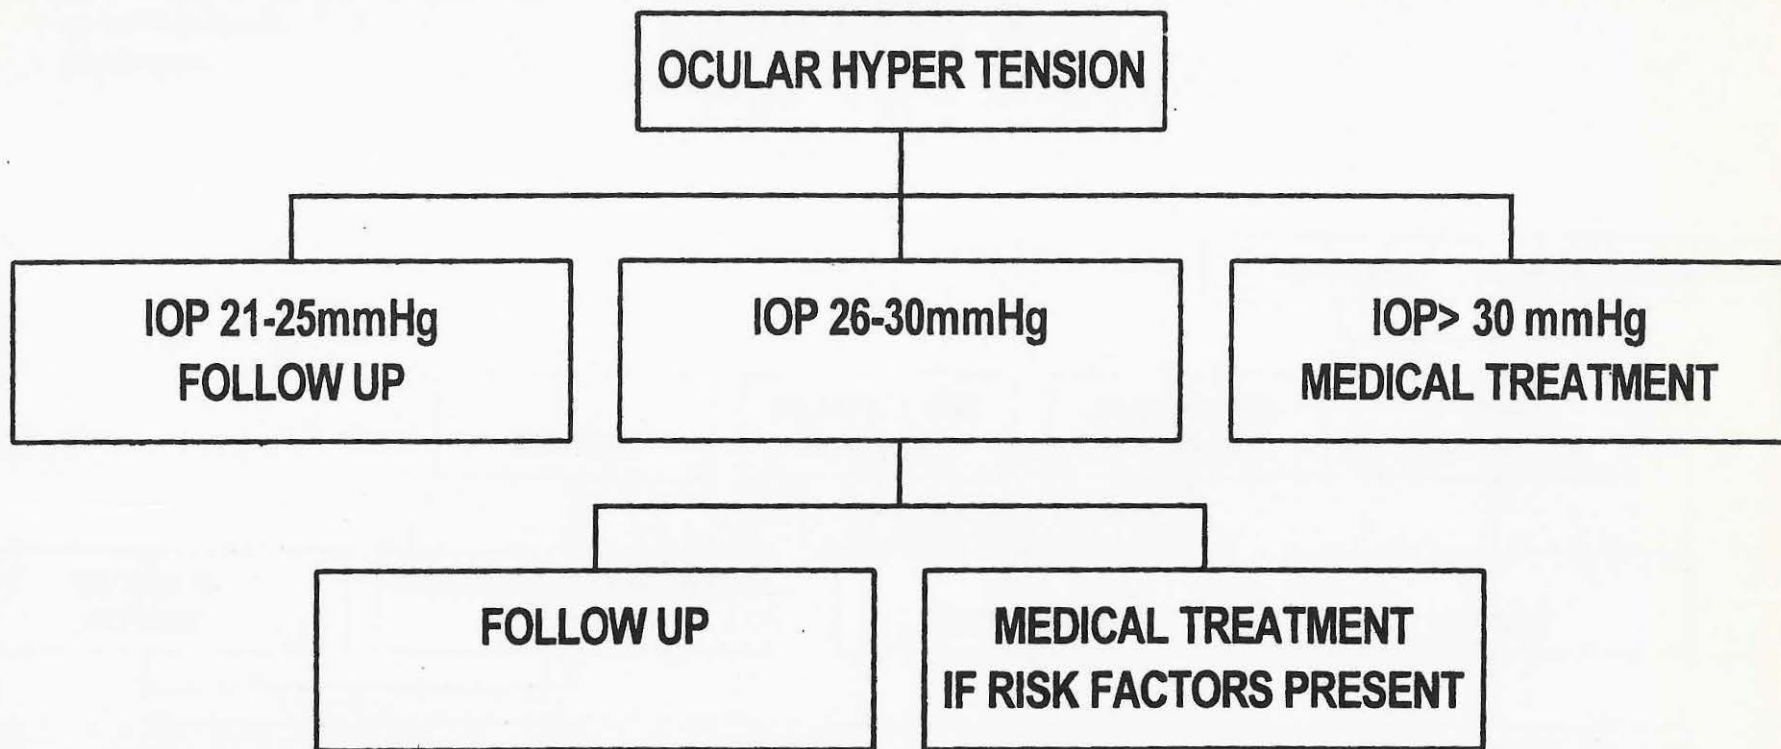 OCULAR HYPER TENSION
IOP 21-25mmHg
FOLLOW UP
IOP 26-30mmHg
IOP> 30 mmHg
MEDICAL TREATMENT
FOLLOW UP
MEDICAL TREATMENT
IF RISK FACTORS PRESENT